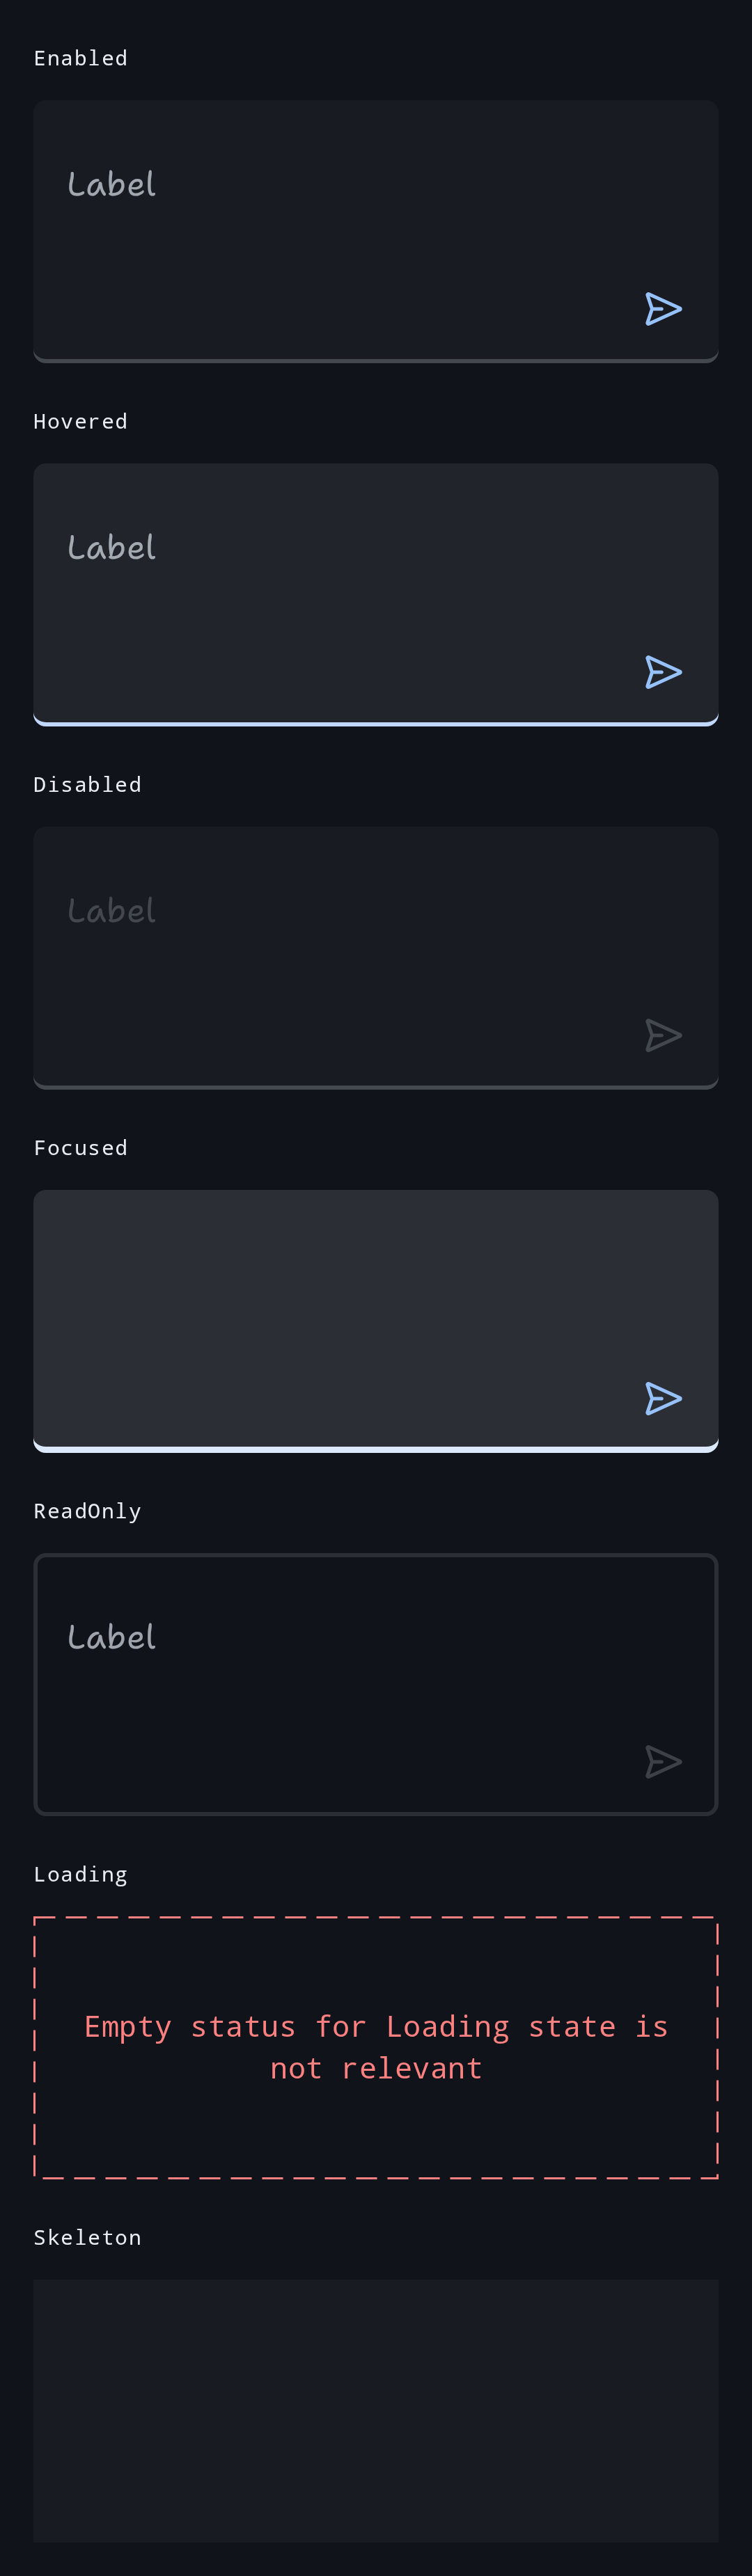 Enabled
Label
Hovered
Label
Disabled
Label
Focused
ReadOnly
Label
Loading
Empty status for Loading state is
not relevant
Skeleton